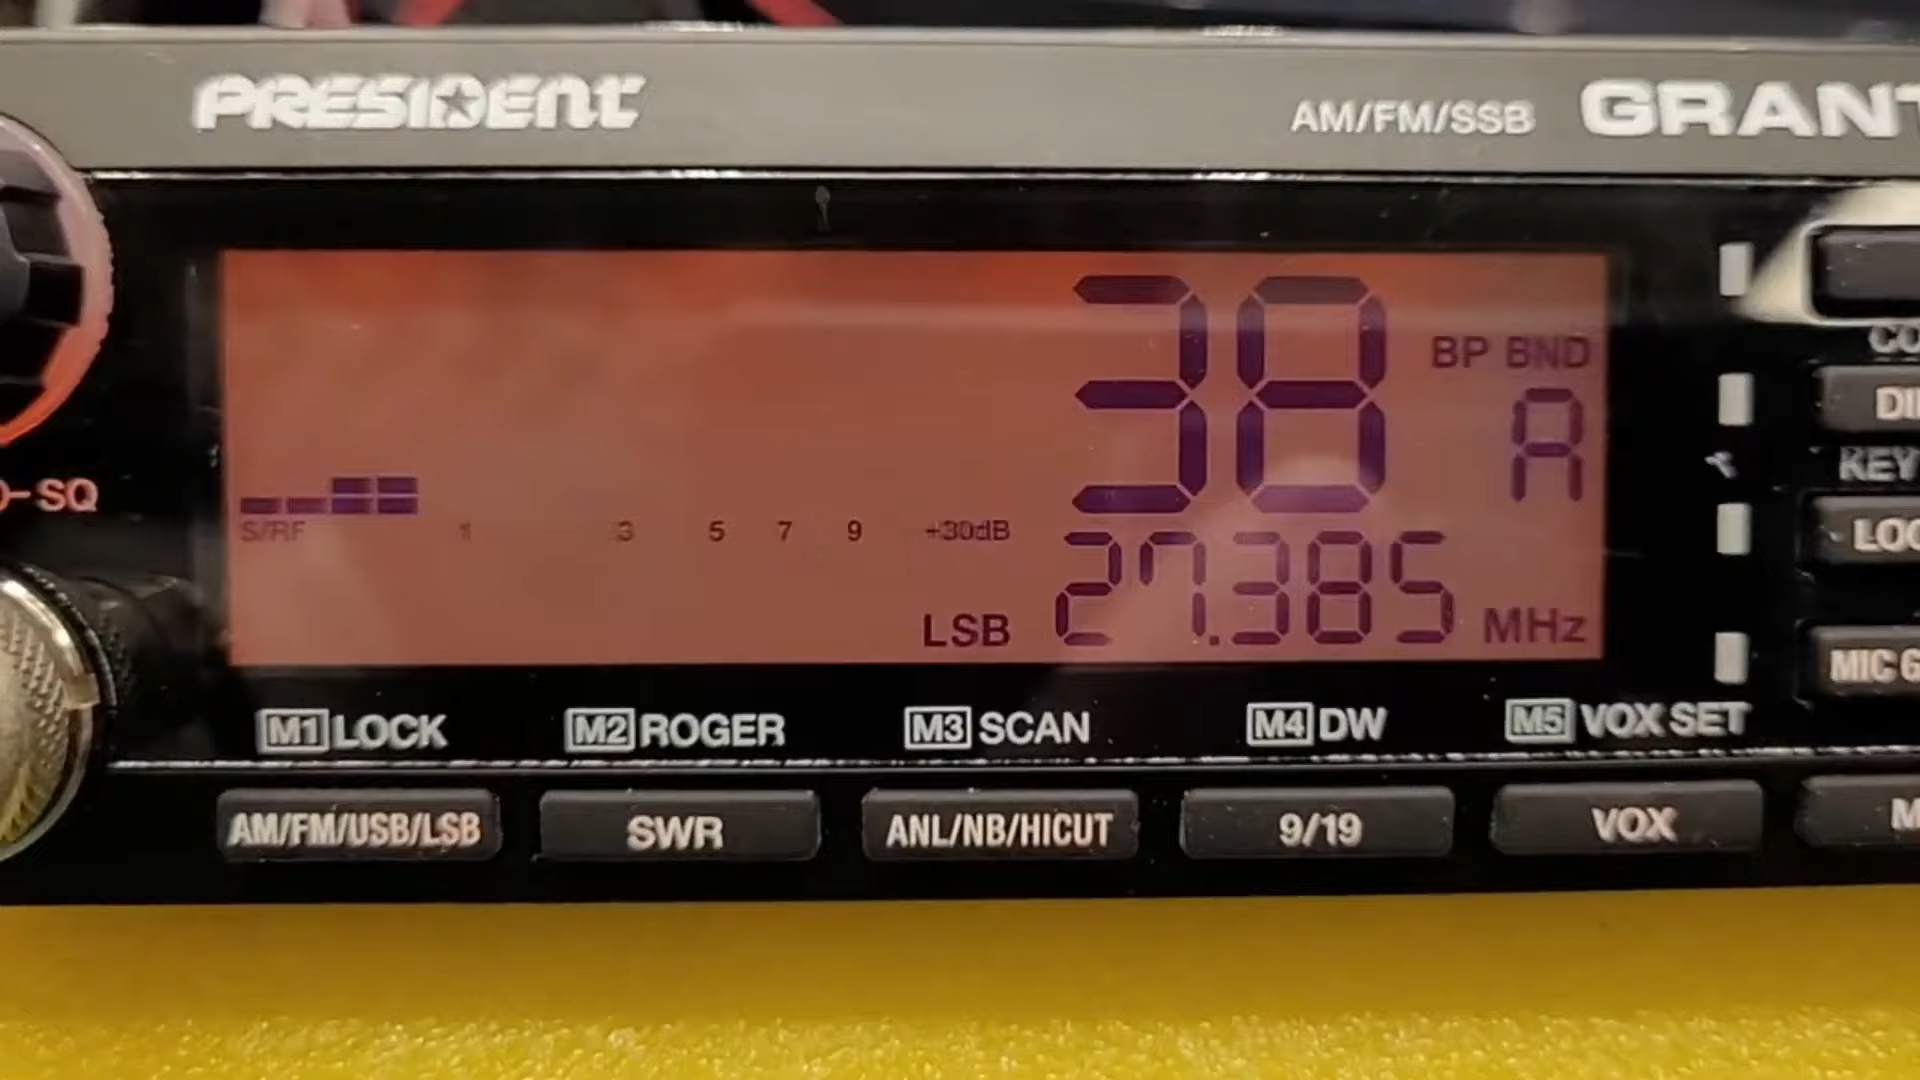 PRESIDENT AM/FM/SSB GRANT
38 BP BND
A
S/RF 1 3 5 7 9 +30dB
LSB 27.385 MHz
-SQ
KEY
M1 LOCK M2 ROGER M3 SCAN M4 DW M5 VOX SET
AM/FM/USB/LSB SWR ANL/NB/HICUT 9/19 VOX
MIC